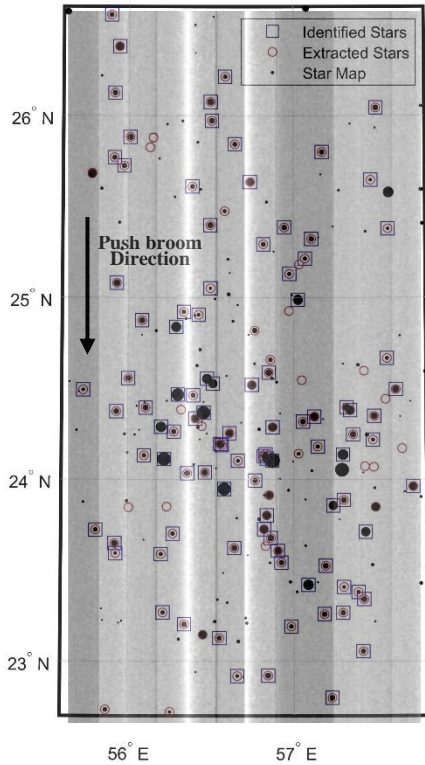 Identified Stars
Extracted Stars
Star Map
26° N
Push broom
Direction
25° N
24° N
23° N
56° E
57° E